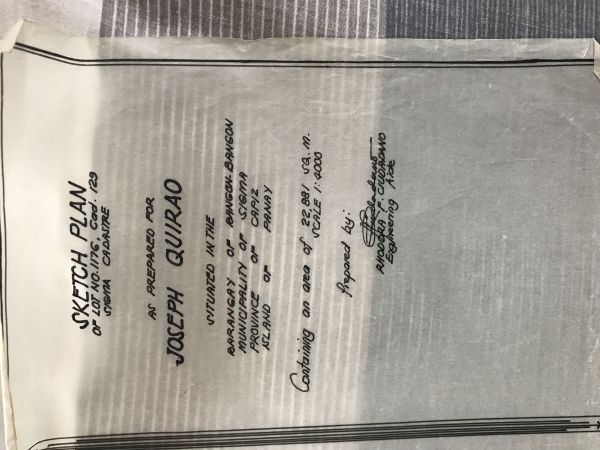 SKETCH PLAN
OF LOT NO. 1176, Cad. 129
SIGMA CADASTRE
AS PREPARED FOR
JOSEPH QUIRAO
SITUATED IN THE
BARANGAY OF BANGON-BANGON
MUNICIPALITY OF SIGMA
PROVINCE OF CAPIZ
ISLAND OF PANAY
Containing an area of 22,881 sq.m.
SCALE 1:4000
Prepared by:
RHODORA F. CIUDADANO
Engineering Aide